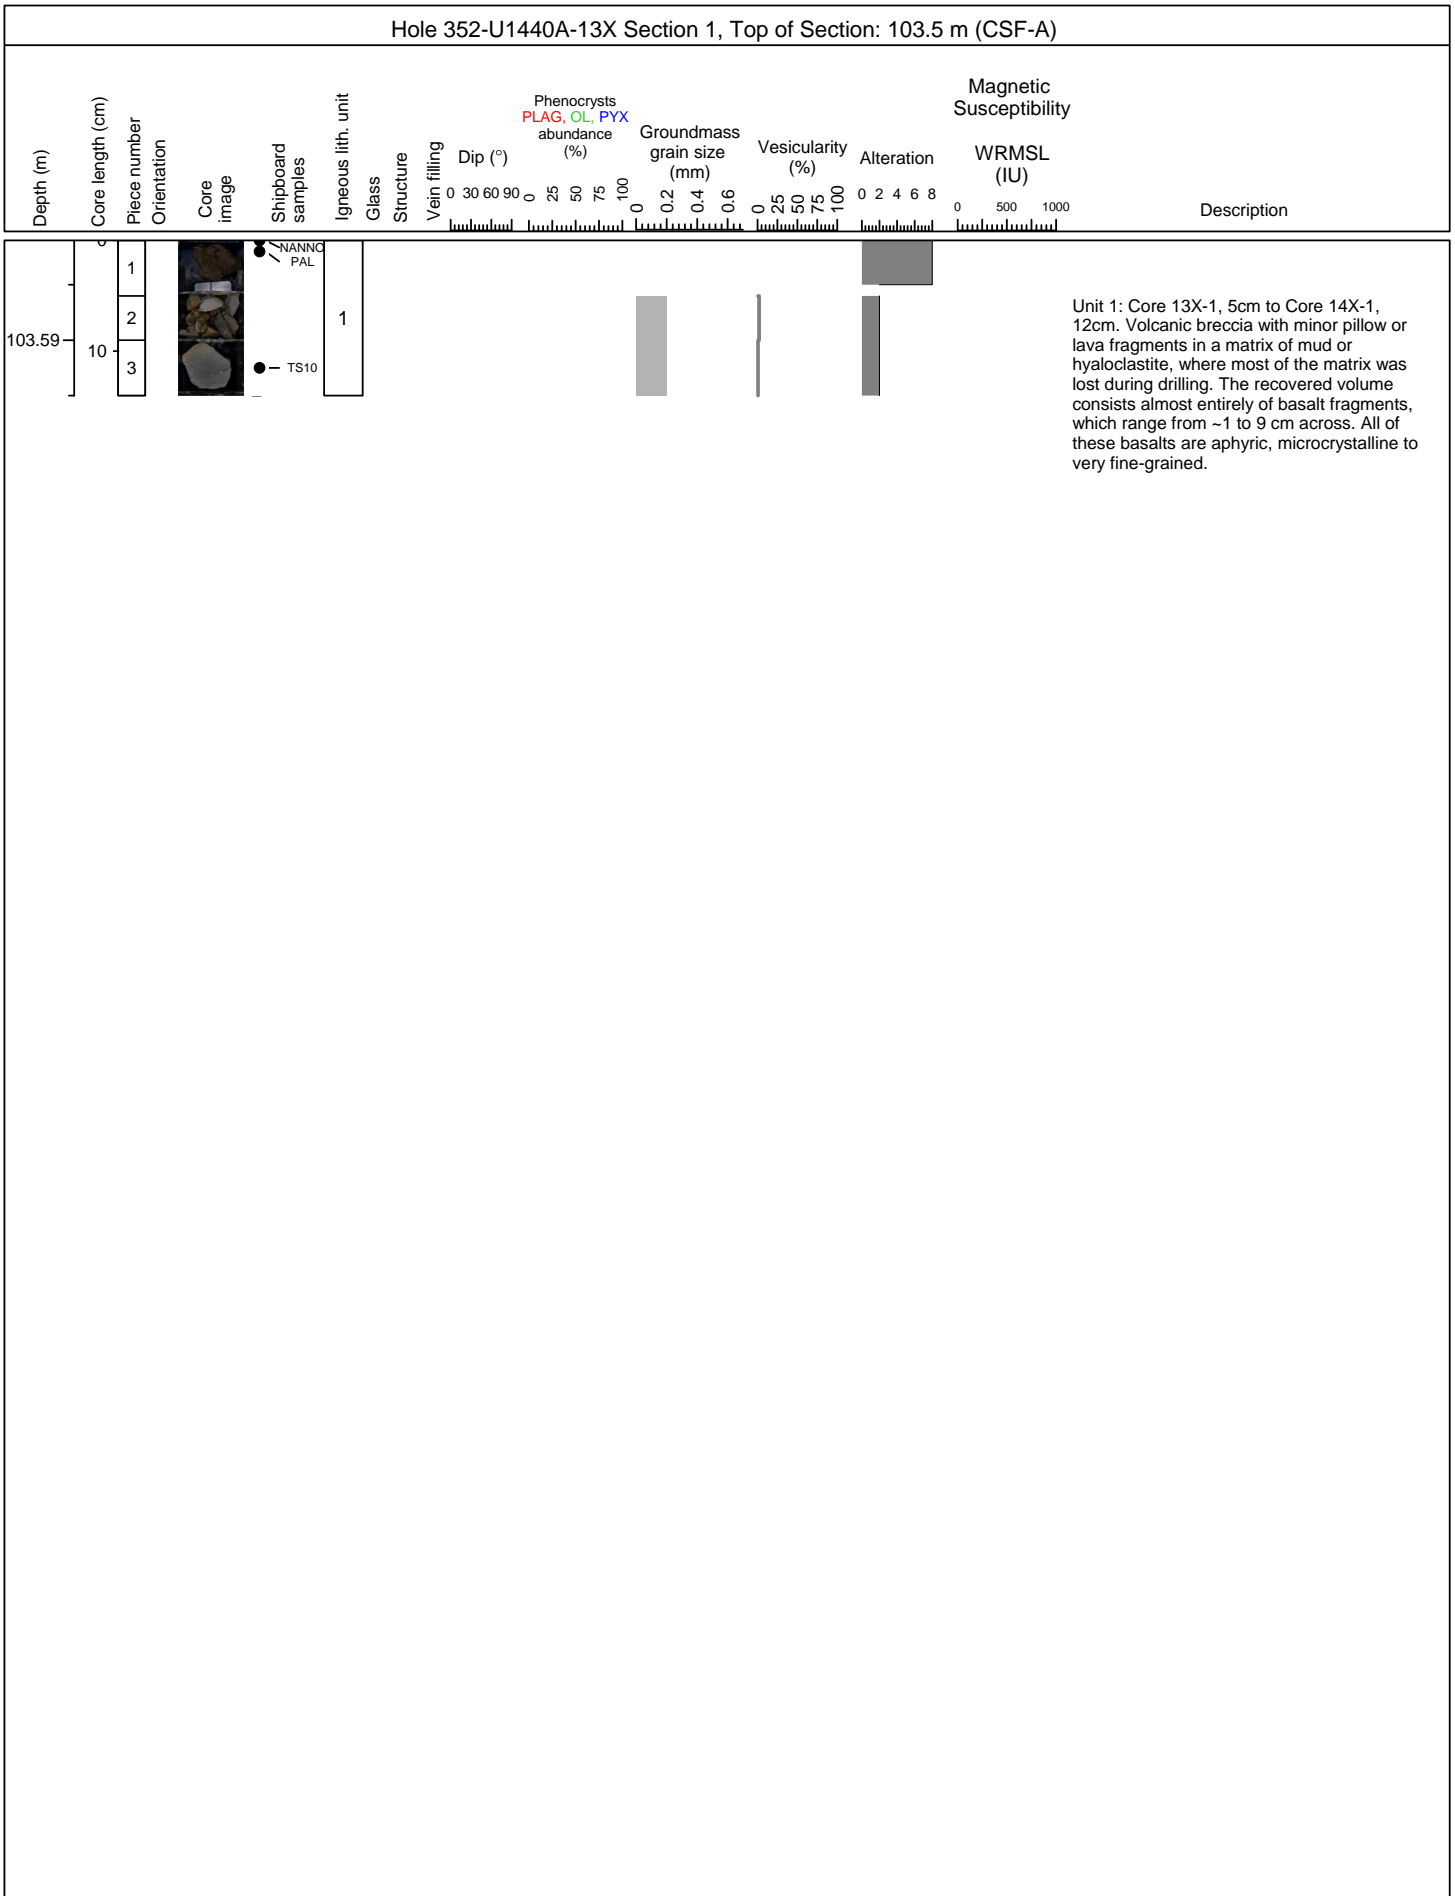 Hole 352-U1440A-13X Section 1, Top of Section: 103.5 m (CSF-A)
Depth (m)
Core length (cm)
Piece number
Orientation
Core
image
Shipboard
samples
Igneous lith. unit
Glass
Structure
Vein filling
Dip (°)
0 30 60 90
Phenocrysts
PLAG, OL, PYX
abundance
(%)
0 25 50 75 100
Groundmass
grain size
(mm)
0 0.2 0.4 0.6
Vesicularity
(%)
0 25 50 75 100
Alteration
0 2 4 6 8
Magnetic
Susceptibility
WRMSL
(IU)
0 500 1000
Description
0
NANNO
PAL
1
2
1
103.59
10
3
TS10
Unit 1: Core 13X-1, 5cm to Core 14X-1,
12cm. Volcanic breccia with minor pillow or
lava fragments in a matrix of mud or
hyaloclastite, where most of the matrix was
lost during drilling. The recovered volume
consists almost entirely of basalt fragments,
which range from ~1 to 9 cm across. All of
these basalts are aphyric, microcrystalline to
very fine-grained.